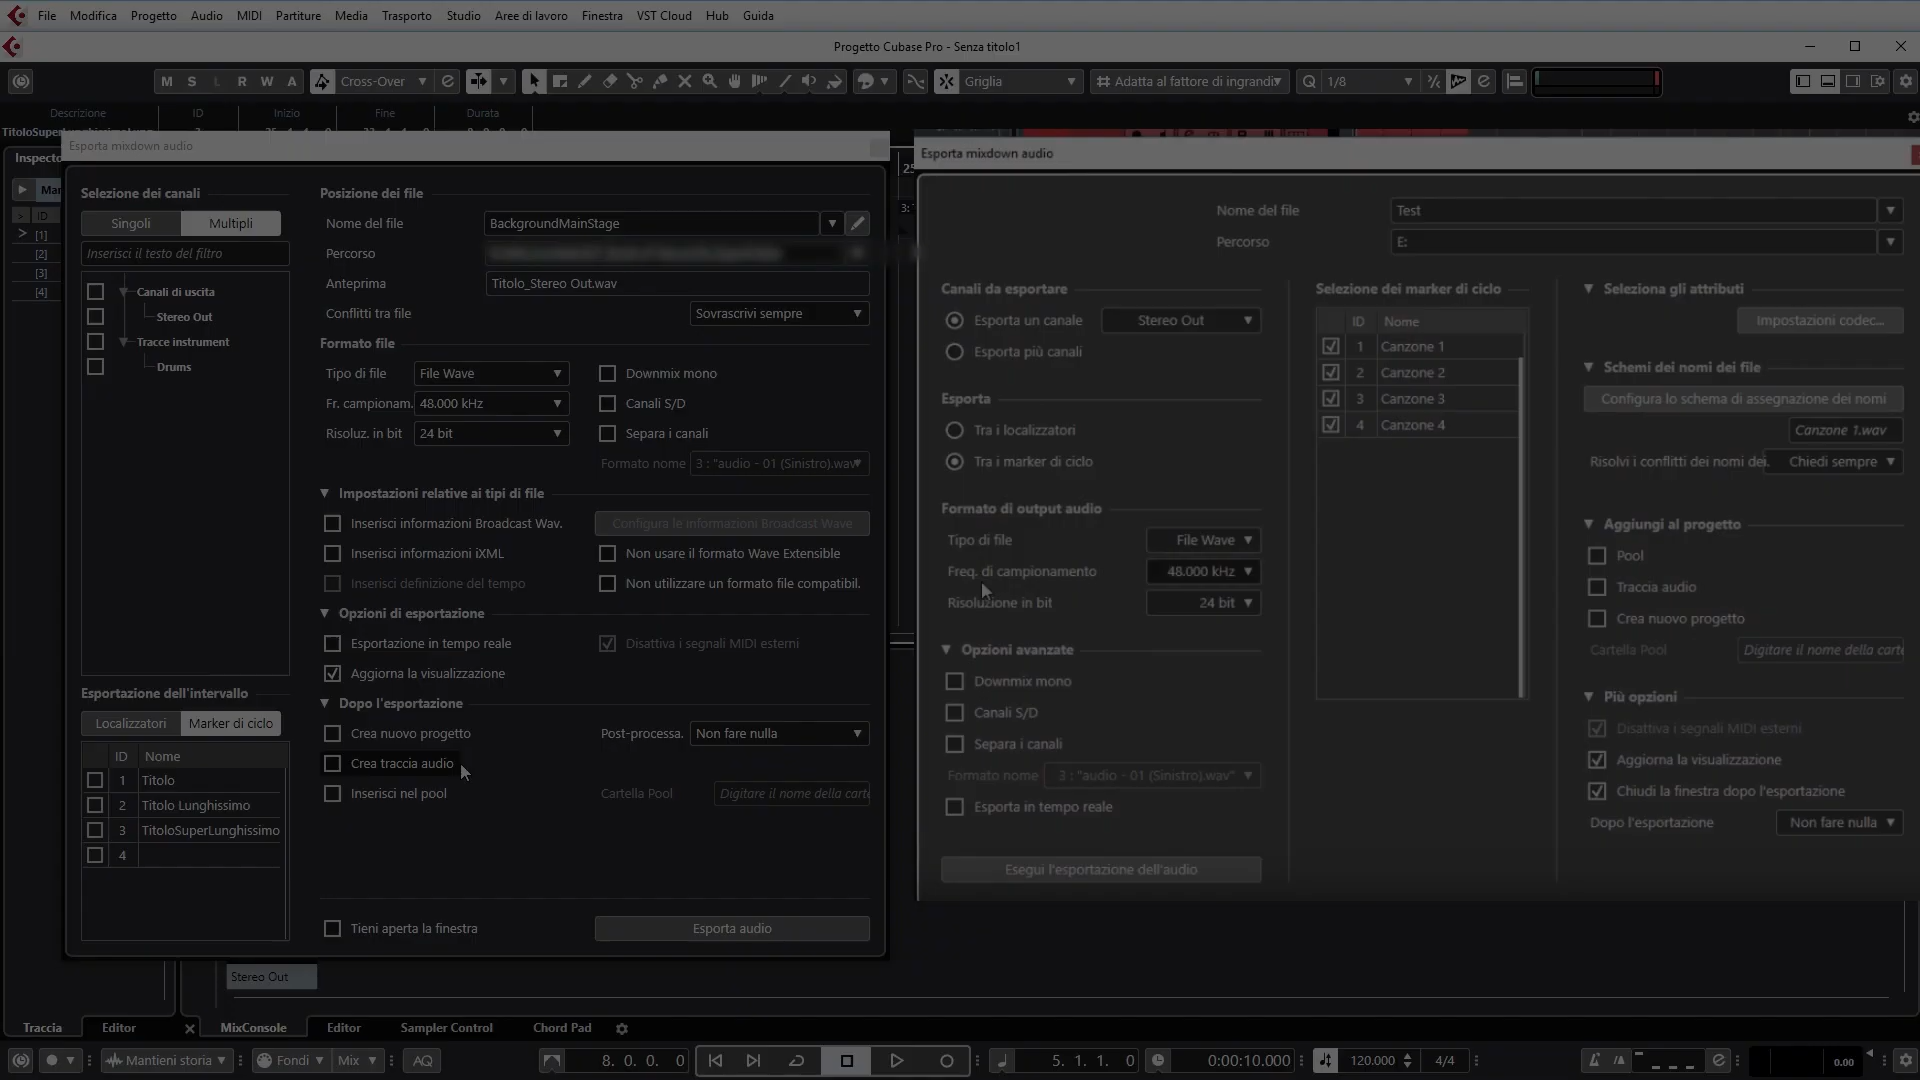 File Modifica Progetto Audio MIDI Partiture Media Trasporto Studio Aree di lavoro Finestra VST Cloud Hub Guida
Progetto Cubase Pro - Senza titolo1
M S L R W A Cross-Over Griglia Adatta al fattore di ingrandi Q 1/8
Descrizione ID Inizio Fine Durata
Inspecto
Mar
ID
[1]
[2]
[3]
[4]
Esporta mixdown audio
Selezione dei canali
Singoli Multipli
Inserisci il testo del filtro
Canali di uscita
Stereo Out
Tracce instrument
Drums
Esportazione dell'intervallo
Localizzatori Marker di ciclo
ID Nome
1 Titolo
2 Titolo Lunghissimo
3 TitoloSuperLunghissimo
4
Posizione dei file
Nome del file BackgroundMainStage
Percorso
Anteprima Titolo_Stereo Out.wav
Conflitti tra file Sovrascrivi sempre
Formato file
Tipo di file File Wave Downmix mono
Fr. campionam. 48.000 kHz Canali S/D
Risoluz. in bit 24 bit Separa i canali
Formato nome 3 : "audio - 01 (Sinistro).wav
Impostazioni relative ai tipi di file
Inserisci informazioni Broadcast Wav. Configura le informazioni Broadcast Wave
Inserisci informazioni iXML Non usare il formato Wave Extensible
Inserisci definizione del tempo Non utilizzare un formato file compatibil.
Opzioni di esportazione
Esportazione in tempo reale Disattiva i segnali MIDI esterni
Aggiorna la visualizzazione
Dopo l'esportazione
Crea nuovo progetto Post-processa. Non fare nulla
Crea traccia audio
Inserisci nel pool Cartella Pool Digitare il nome della carte
Tieni aperta la finestra Esporta audio
Esporta mixdown audio
Nome del file Test
Percorso E:
Canali da esportare
Esporta un canale Stereo Out
Esporta più canali
Esporta
Tra i localizzatori
Tra i marker di ciclo
Formato di output audio
Tipo di file File Wave
Freq. di campionamento 48.000 kHz
Risoluzione in bit 24 bit
Opzioni avanzate
Downmix mono
Canali S/D
Separa i canali
Formato nome 3 : "audio - 01 (Sinistro).wav"
Esporta in tempo reale
Esegui l'esportazione dell'audio
Selezione dei marker di ciclo
ID Nome
1 Canzone 1
2 Canzone 2
3 Canzone 3
4 Canzone 4
Seleziona gli attributi
Impostazioni codec...
Schemi dei nomi dei file
Configura lo schema di assegnazione dei nomi
Canzone 1.wav
Risolvi i conflitti dei nomi dei. Chiedi sempre
Aggiungi al progetto
Pool
Traccia audio
Crea nuovo progetto
Cartella Pool Digitare il nome della carte
Più opzioni
Disattiva i segnali MIDI esterni
Aggiorna la visualizzazione
Chiudi la finestra dopo l'esportazione
Dopo l'esportazione Non fare nulla
Stereo Out
Traccia Editor MixConsole Editor Sampler Control Chord Pad
Mantieni storia Fondi Mix AQ 8. 0. 0. 0 5. 1. 1. 0 0:00:10.000 120.000 4/4 0.00